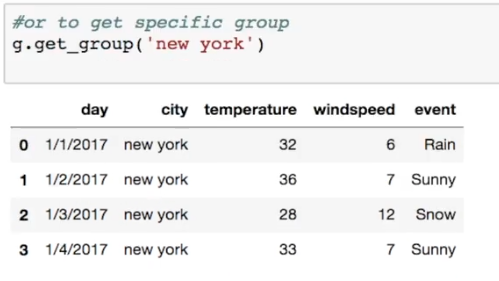 #or to get specific group
g.get_group('new york')
day city temperature windspeed event
0 1/1/2017 new york 32 6 Rain
1 1/2/2017 new york 36 7 Sunny
2 1/3/2017 new york 28 12 Snow
3 1/4/2017 new york 33 7 Sunny